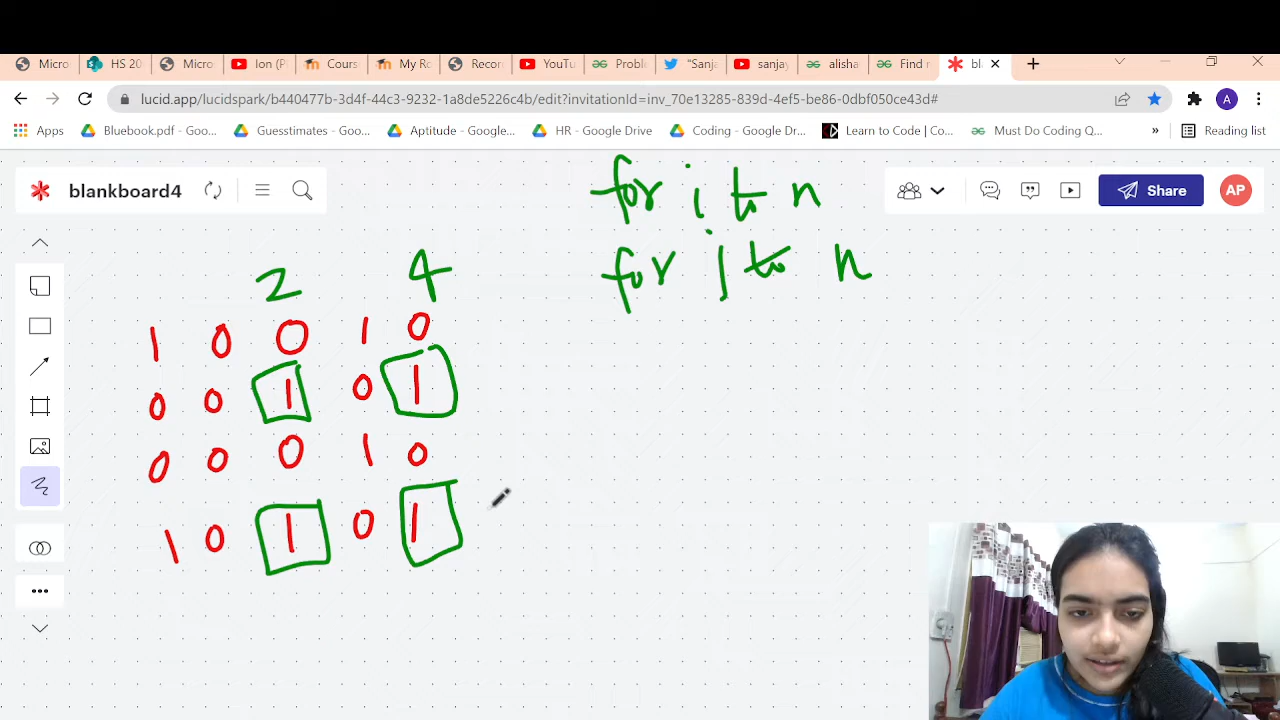 Micro
HS 20
Micro
Ion (P
Cours
My Ro
Recor
YouTu
Proble
"Sanja
sanjay
alisha
Find r
bl
lucid.app/lucidspark/b440477b-3d4f-44c3-9232-1a8de5226c4b/edit?invitationId=inv_70e13285-839d-4ef5-be86-0dbf050ce43d#
A
Apps
Bluebook.pdf - Goo...
Guesstimates - Goo...
Aptitude - Google...
HR - Google Drive
Coding - Google Dr...
Learn to Code | Co...
Must Do Coding Q...
»
Reading list
blankboard4
Share
AP
for i to n
for j to n
2 4
1 0 0 1 0
0 0 1 0 1
0 0 0 1 0
1 0 1 0 1